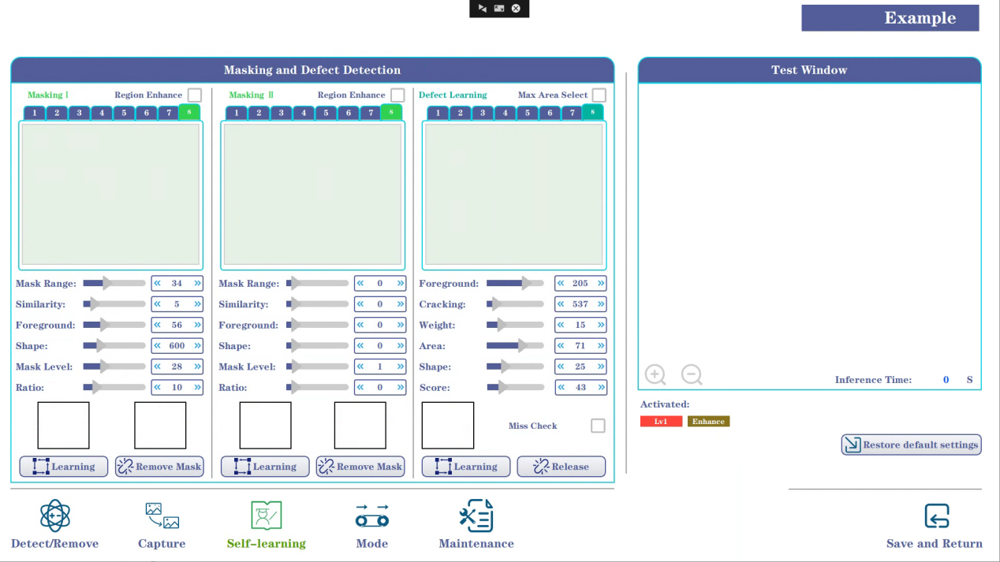 Example
Masking and Defect Detection
Test Window
Masking Ⅰ Region Enhance
Masking Ⅱ Region Enhance
Defect Learning Max Area Select
1 2 3 4 5 6 7 8
1 2 3 4 5 6 7 8
1 2 3 4 5 6 7 8
Mask Range: « 34 »
Similarity: « 5 »
Foreground: « 56 »
Shape: « 600 »
Mask Level: « 28 »
Ratio: « 10 »
Learning Remove Mask
Mask Range: « 0 »
Similarity: « 0 »
Foreground: « 0 »
Shape: « 0 »
Mask Level: « 1 »
Ratio: « 0 »
Learning Remove Mask
Foreground: « 205 »
Cracking: « 537 »
Weight: « 15 »
Area: « 71 »
Shape: « 25 »
Score: « 43 »
Miss Check
Learning Release
Inference Time: 0 S
Activated:
Lv1 Enhance
Restore default settings
Detect/Remove Capture Self-learning Mode Maintenance Save and Return